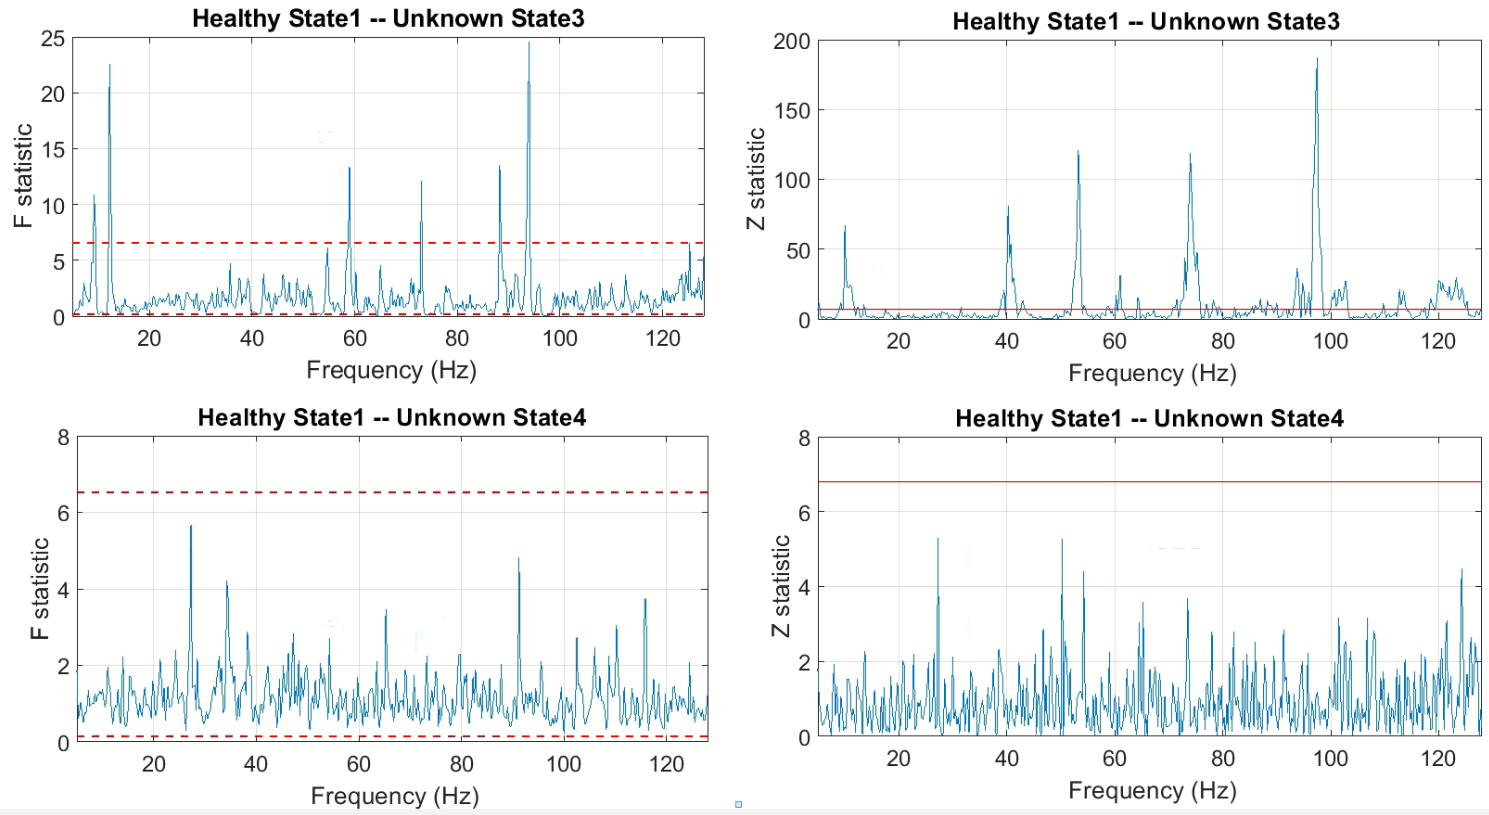 Healthy State1 -- Unknown State3
25
20
15
10
5
0
F statistic
20 40 60 80 100 120
Frequency (Hz)
Healthy State1 -- Unknown State3
200
150
100
50
0
Z statistic
20 40 60 80 100 120
Frequency (Hz)
Healthy State1 -- Unknown State4
8
6
4
2
0
F statistic
20 40 60 80 100 120
Frequency (Hz)
Healthy State1 -- Unknown State4
8
6
4
2
0
Z statistic
20 40 60 80 100 120
Frequency (Hz)